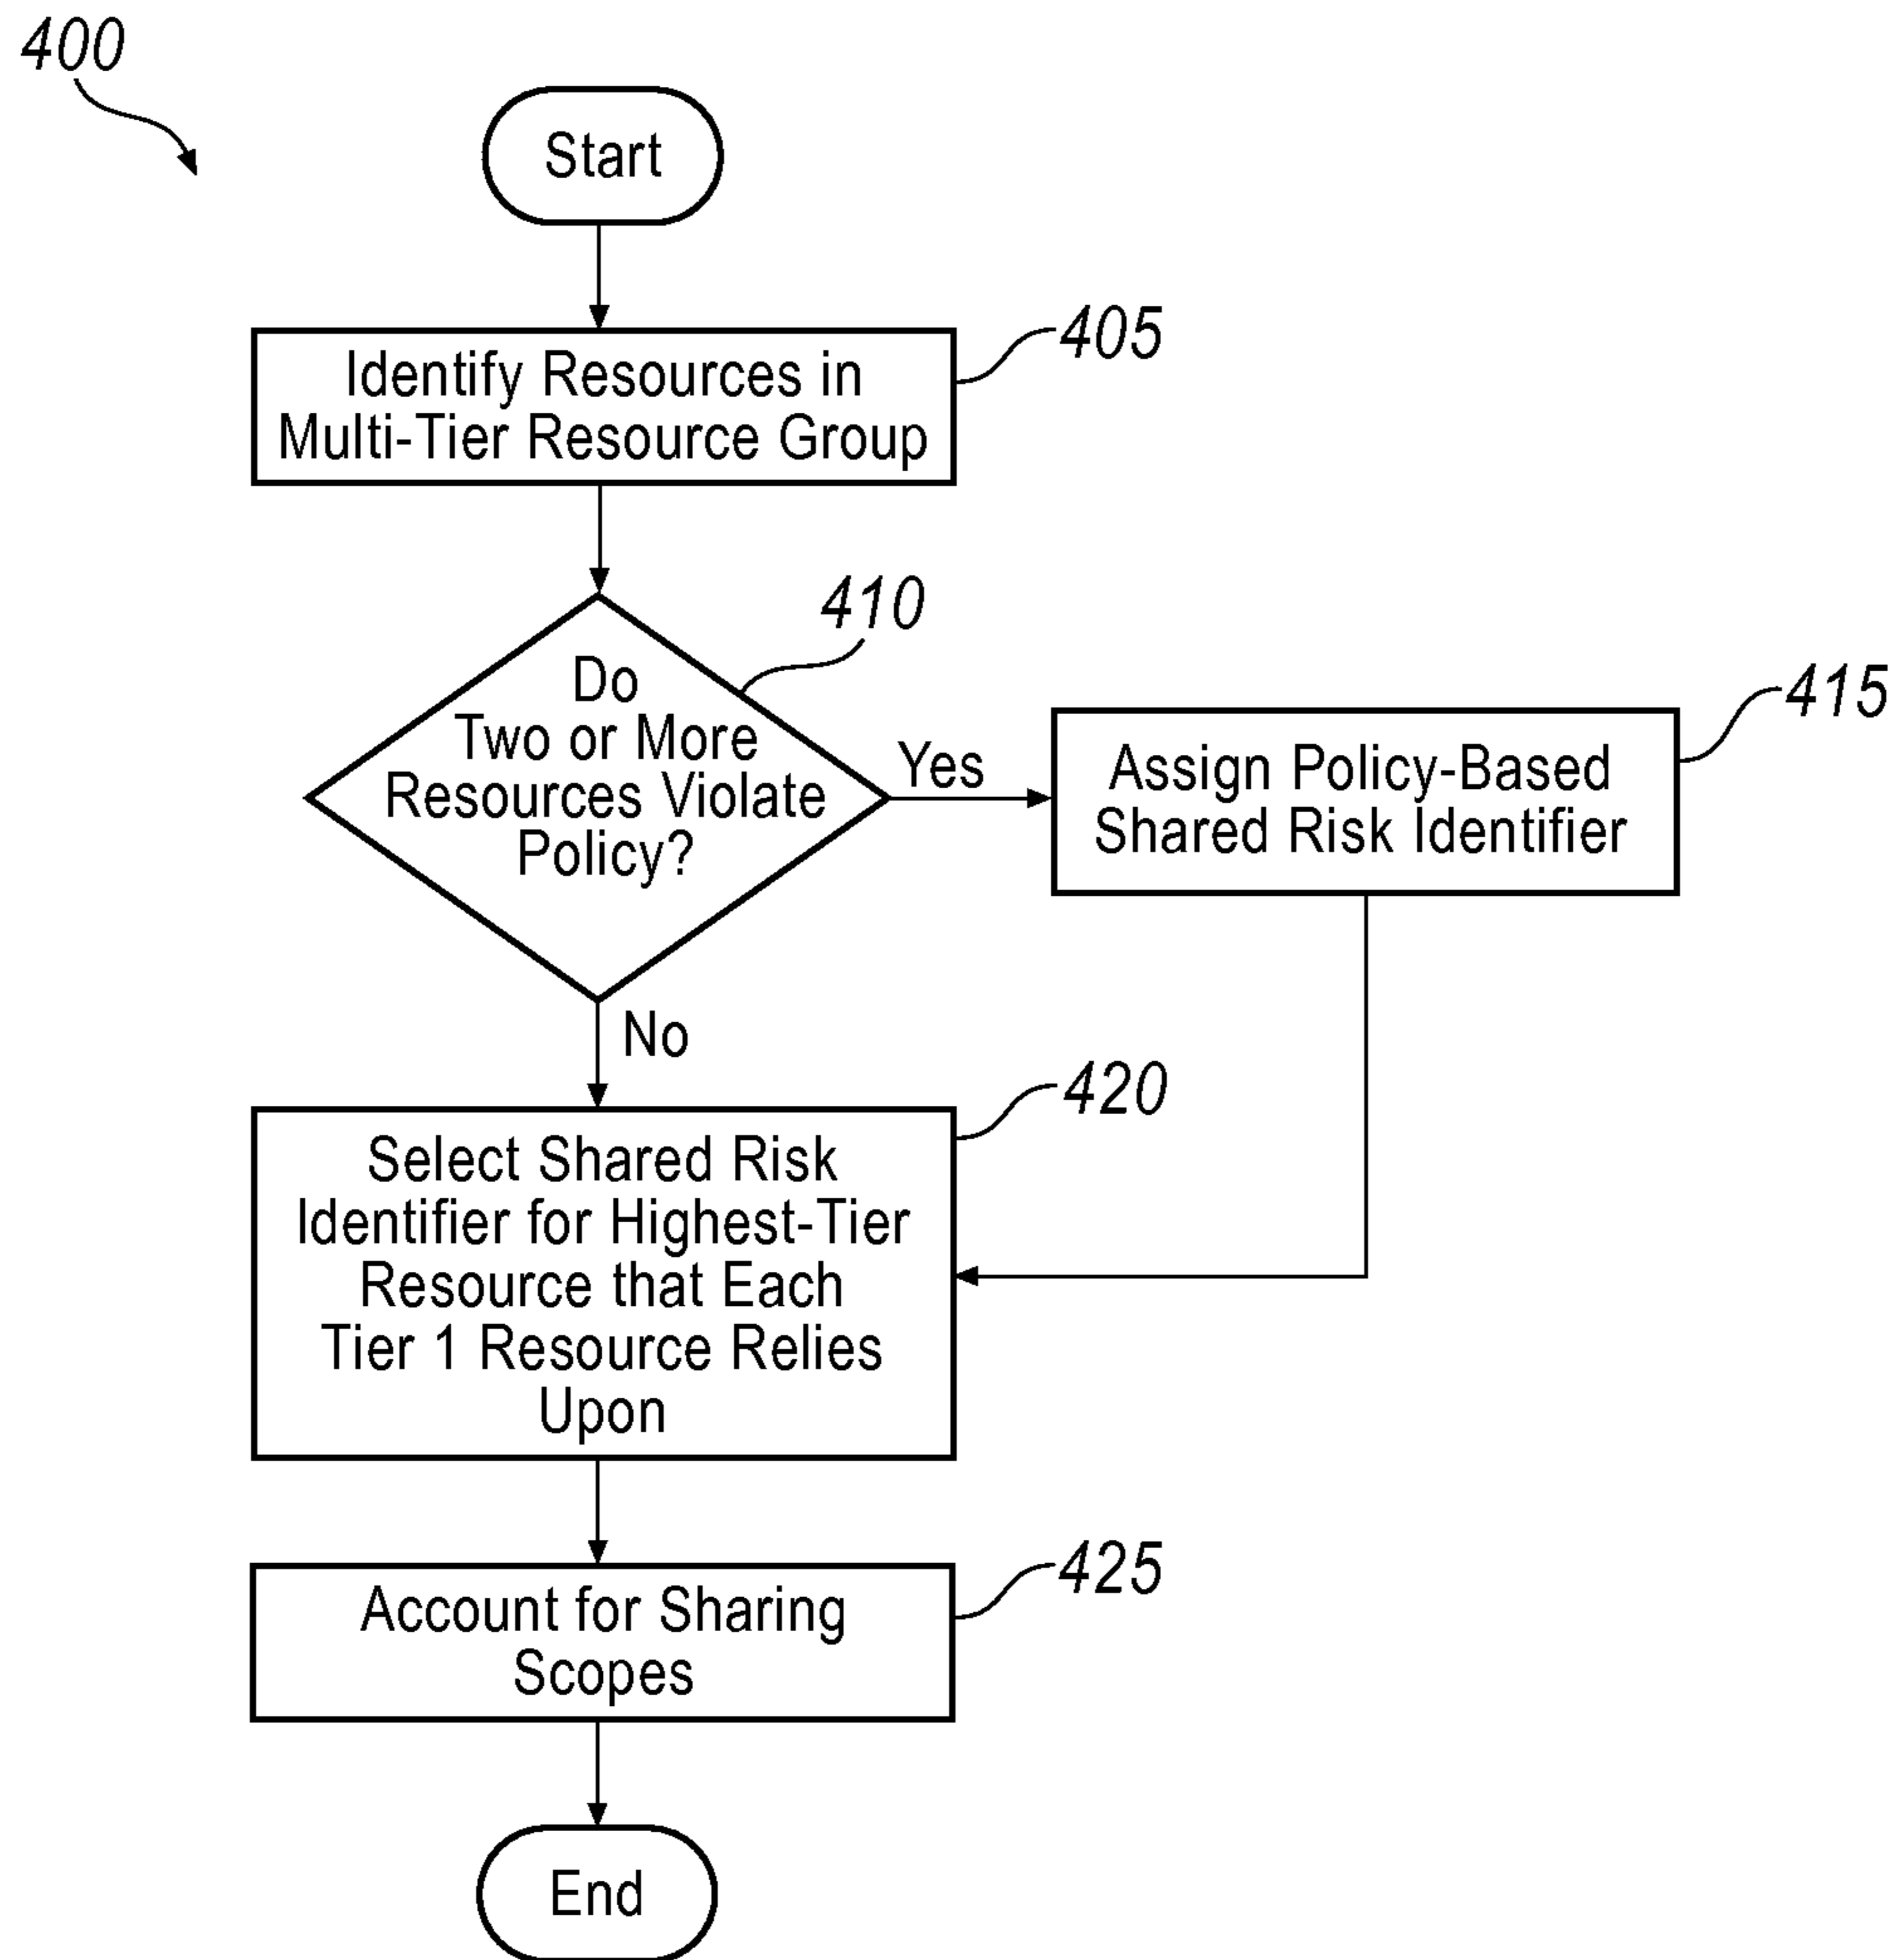 400
Start
405
Identify Resources in
Multi-Tier Resource Group
410
Do
Two or More
Resources Violate
Policy?
Yes
415
Assign Policy-Based
Shared Risk Identifier
No
420
Select Shared Risk
Identifier for Highest-Tier
Resource that Each
Tier 1 Resource Relies
Upon
425
Account for Sharing
Scopes
End